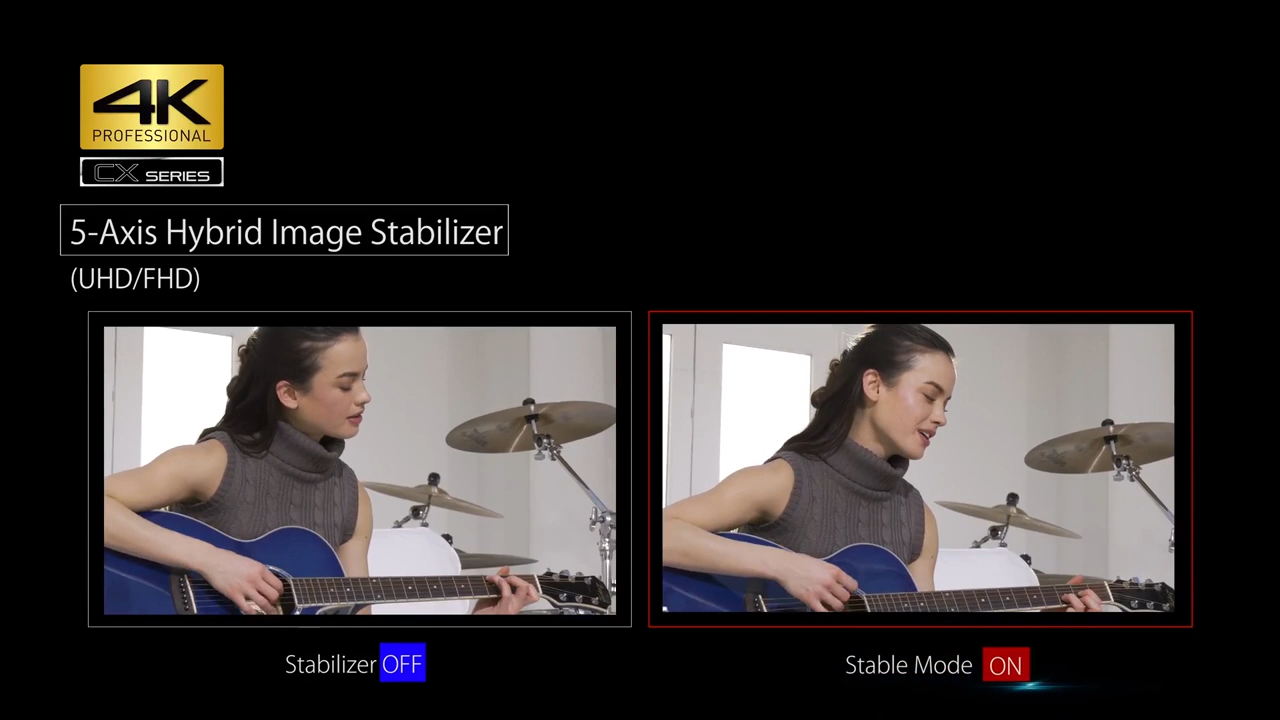 4K
PROFESSIONAL
CX SERIES
5-Axis Hybrid Image Stabilizer
(UHD/FHD)
Stabilizer OFF
Stable Mode ON